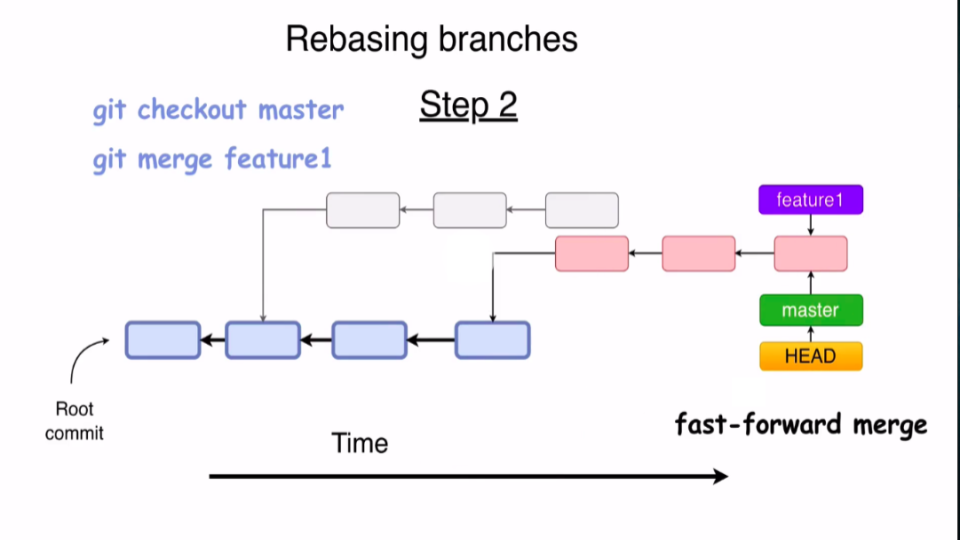 Rebasing branches
Step 2
git checkout master
git merge feature1
feature1
master
HEAD
Root
commit
fast-forward merge
Time